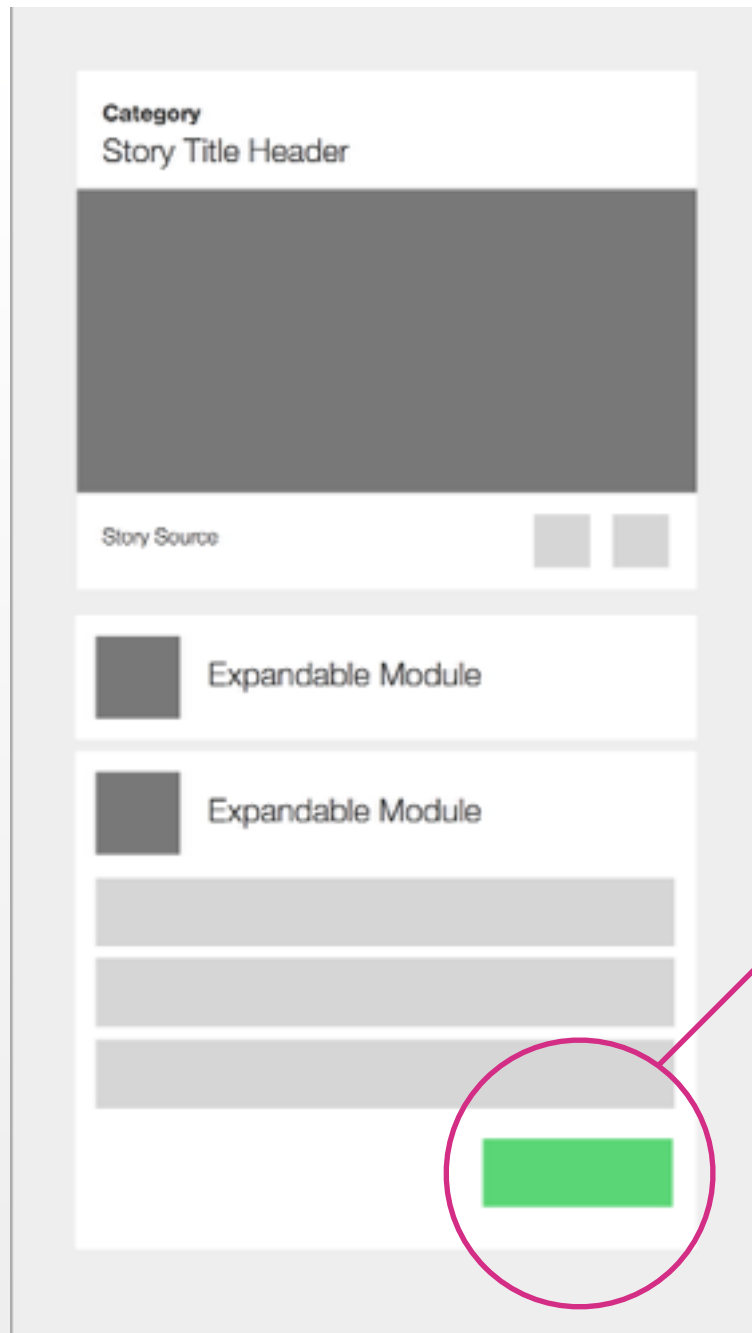 Category
Story Title Header
Story Source
Expandable Module
Expandable Module